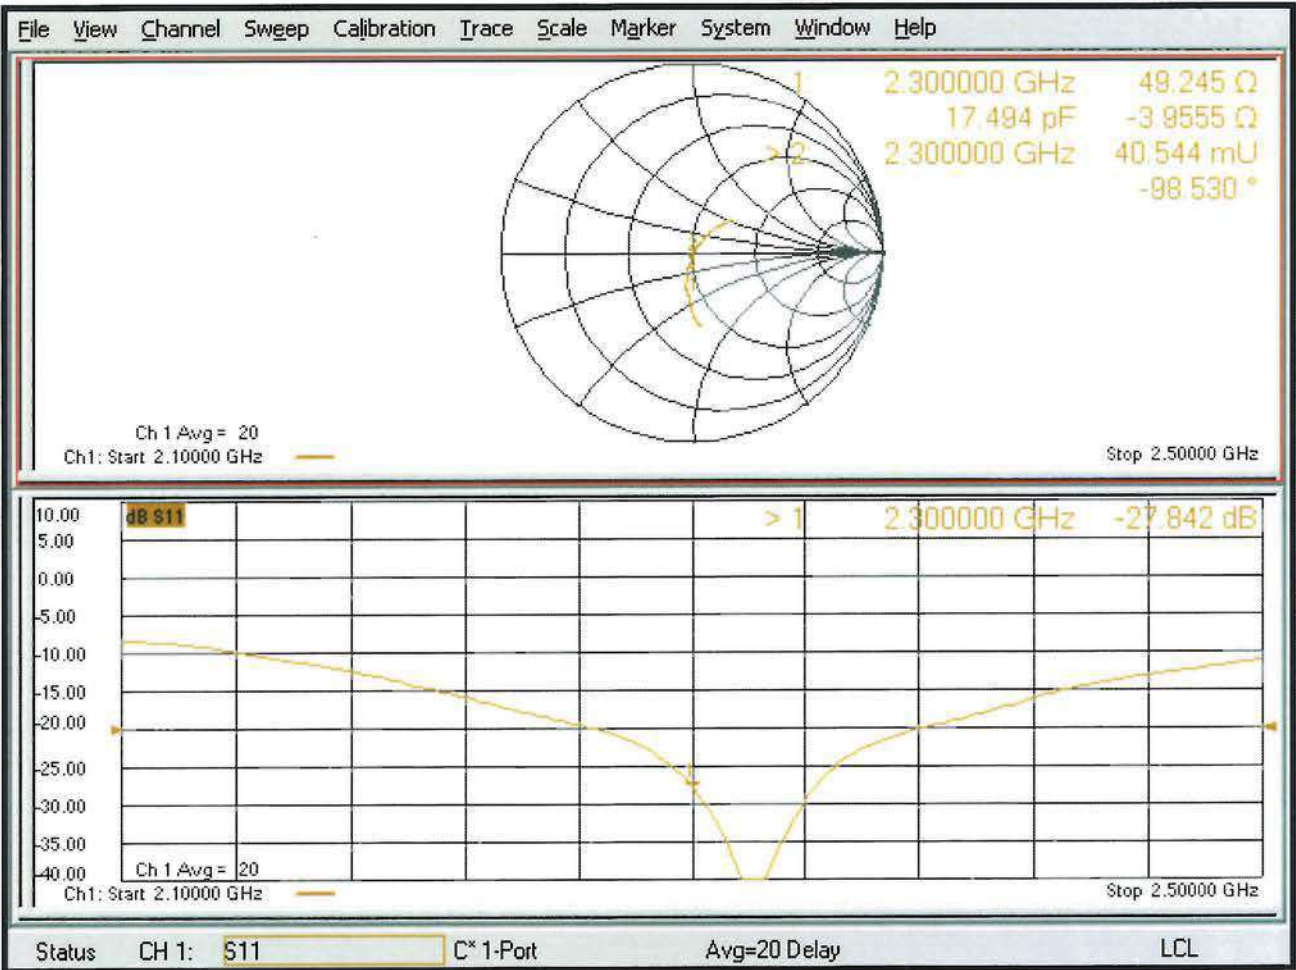 File View Channel Sweep Calibration Trace Scale Marker System Window Help
1 2.300000 GHz 49.245 Ω
17.494 pF -3.9555 Ω
> 2 2.300000 GHz 40.544 mU
-98.530 °
Ch 1 Avg = 20
Ch1: Start 2.10000 GHz Stop 2.50000 GHz
10.00 dB S11 > 1 2.300000 GHz -27.842 dB
5.00
0.00
-5.00
-10.00
-15.00
-20.00
-25.00
-30.00
-35.00
-40.00 Ch 1 Avg = 20
Ch1: Start 2.10000 GHz Stop 2.50000 GHz
Status CH 1: S11 C* 1-Port Avg=20 Delay LCL